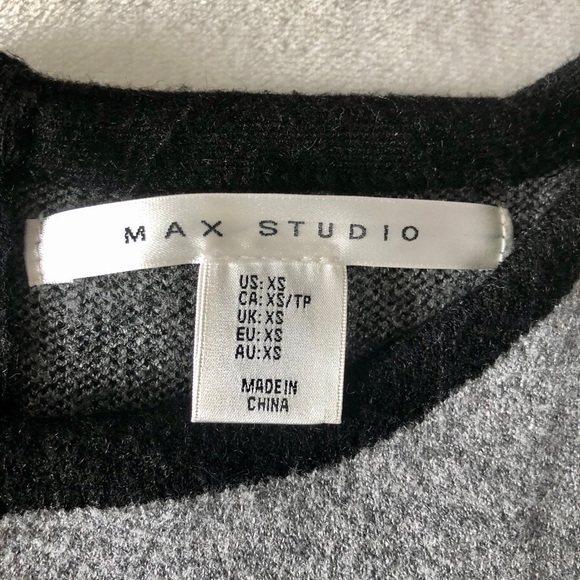 MAX STUDIO
US: XS
CA: XS/TP
UK: XS
EU: XS
AU: XS
MADE IN
CHINA